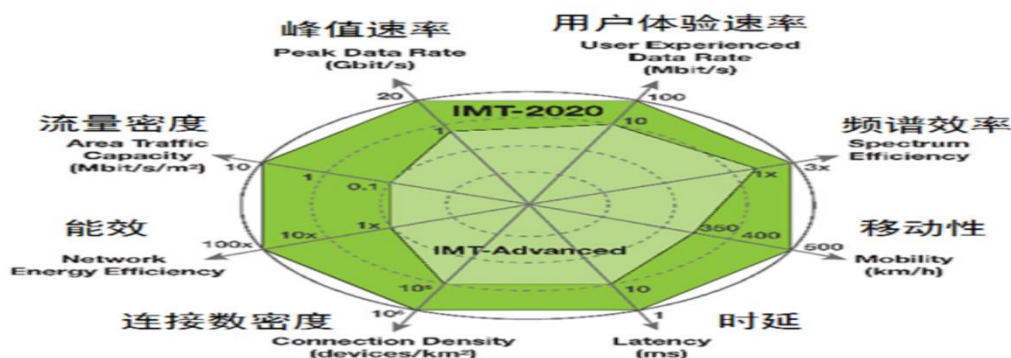 峰值速率
Peak Data Rate
(Gbit/s)
用户体验速率
User Experienced
Data Rate
(Mbit/s)
20
IMT-2020
100
1
10
流量密度
Area Traffic
Capacity
(Mbit/s/m²)
10
1
0.1
频谱效率
Spectrum
Efficiency
3x
1x
能效
Network
Energy Efficiency
100x
10x
1x
350
400
500
移动性
Mobility
(km/h)
IMT-Advanced
10⁵
10
10⁶
1
连接数密度
Connection Density
(devices/km²)
时延
Latency
(ms)